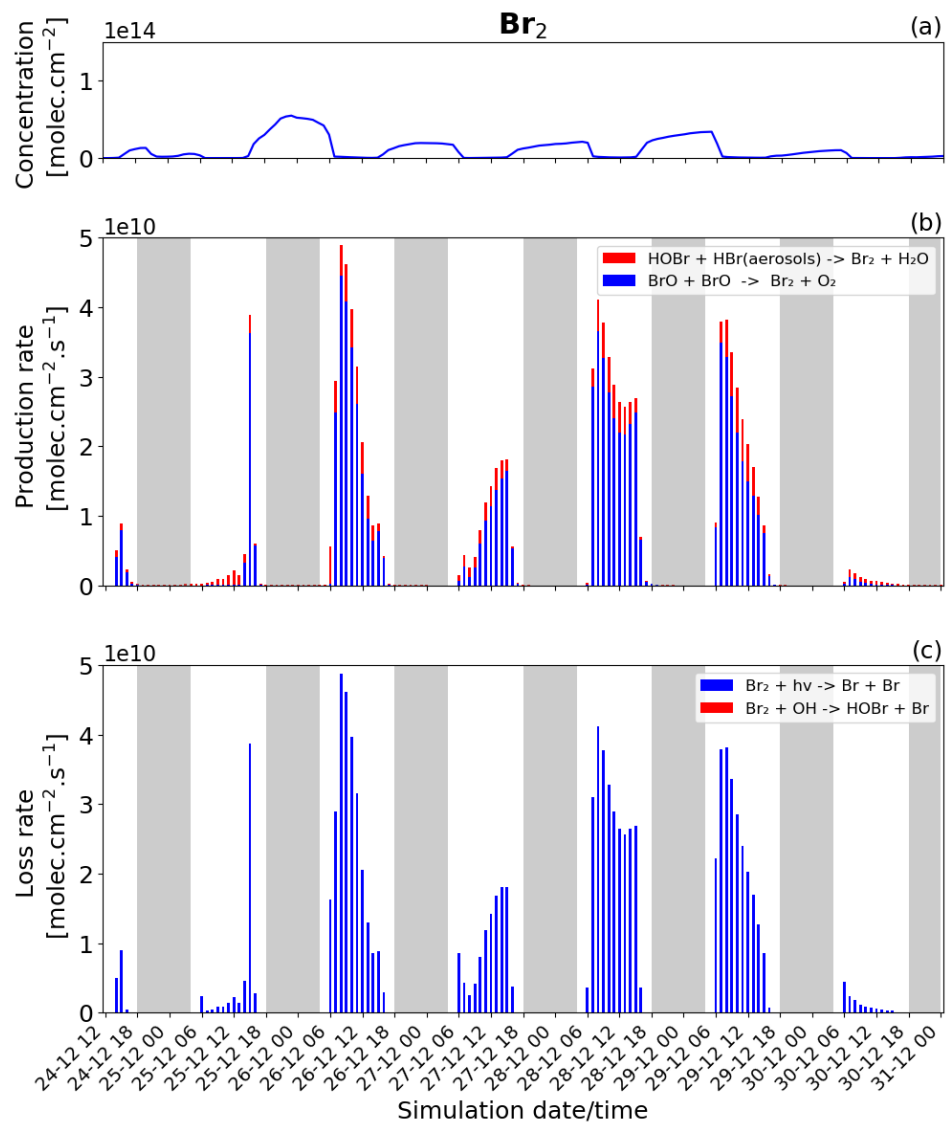 Br₂
(a)
1e14
Concentration
[molec.cm⁻²]
1
0
(b)
1e10
Production rate
[molec.cm⁻².s⁻¹]
5
4
3
2
1
0
HOBr + HBr(aerosols) -> Br₂ + H₂O
BrO + BrO -> Br₂ + O₂
(c)
1e10
Loss rate
[molec.cm⁻².s⁻¹]
5
4
3
2
1
0
Br₂ + hv -> Br + Br
Br₂ + OH -> HOBr + Br
24-12 12
24-12 18
25-12 00
25-12 06
25-12 12
25-12 18
26-12 00
26-12 06
26-12 12
26-12 18
27-12 00
27-12 06
27-12 12
27-12 18
28-12 00
28-12 06
28-12 12
28-12 18
29-12 00
29-12 06
29-12 12
29-12 18
30-12 00
30-12 06
30-12 12
30-12 18
31-12 00
Simulation date/time